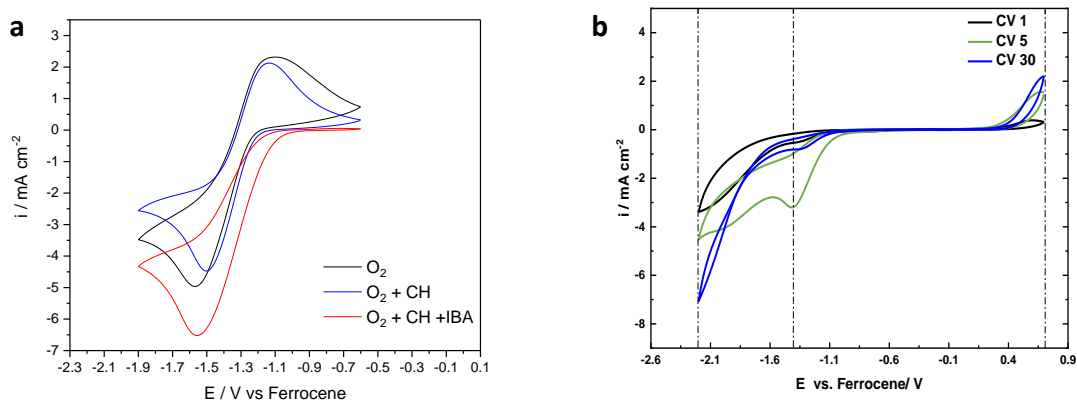 a
3
2
1
0
-1
-2
-3
-4
-5
-6
-7
i / mA cm⁻²
O₂
O₂ + CH
O₂ + CH +IBA
-2.3 -2.1 -1.9 -1.7 -1.5 -1.3 -1.1 -0.9 -0.7 -0.5 -0.3 -0.1 0.1
E / V vs Ferrocene
b
4
2
0
-2
-4
-6
-8
i / mA cm⁻²
CV 1
CV 5
CV 30
-2.6 -2.1 -1.6 -1.1 -0.6 -0.1 0.4 0.9
E vs. Ferrocene/ V